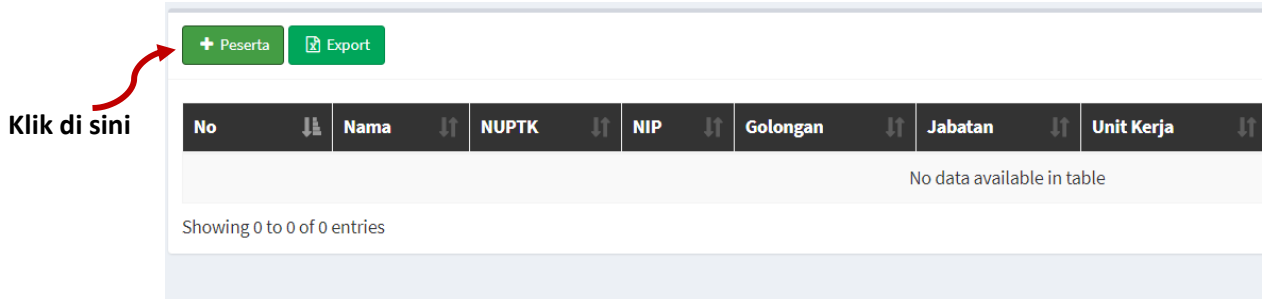 + Peserta Export
Klik di sini
No Nama NUPTK NIP Golongan Jabatan Unit Kerja
No data available in table
Showing 0 to 0 of 0 entries